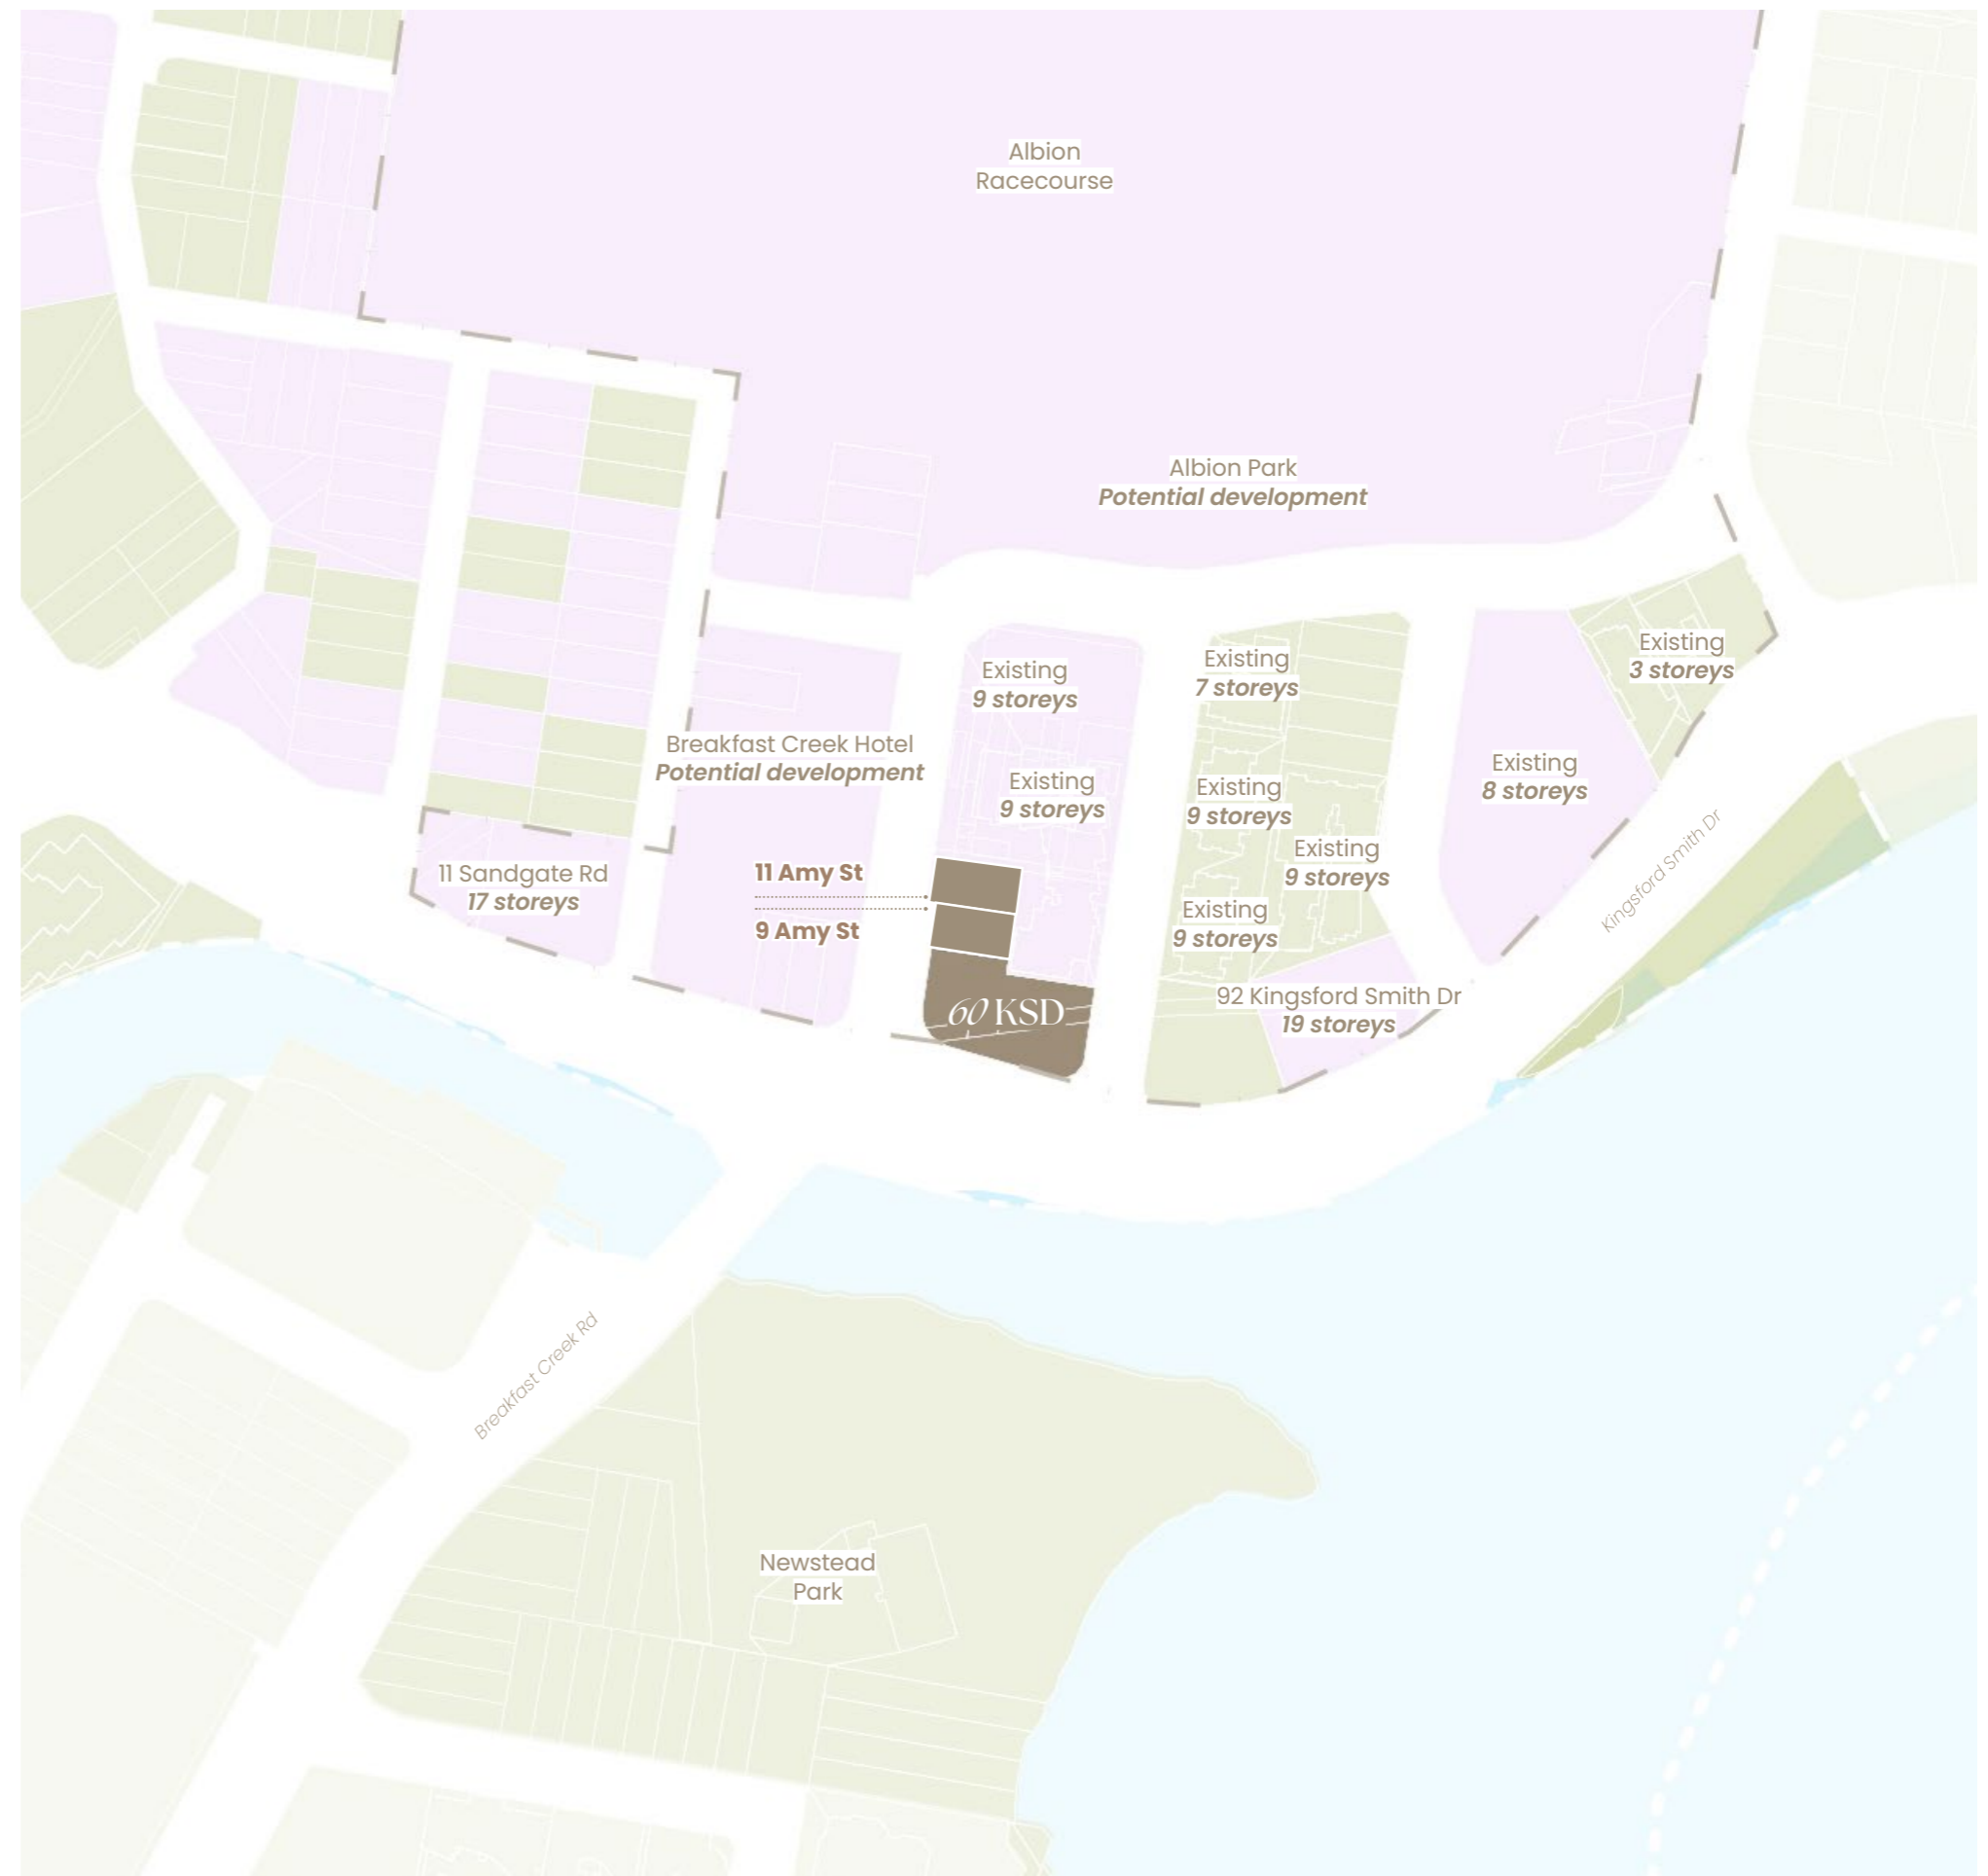 Albion
Racecourse
Albion Park
Potential development
Existing
3 storeys
Existing
7 storeys
Existing
9 storeys
Breakfast Creek Hotel
Potential development
Existing
8 storeys
Existing
9 storeys
Existing
9 storeys
Existing
9 storeys
11 Sandgate Rd
17 storeys
11 Amy St
9 Amy St
Existing
9 storeys
Kingsford Smith Dr
60 KSD
92 Kingsford Smith Dr
19 storeys
Breakfast Creek Rd
Newstead
Park